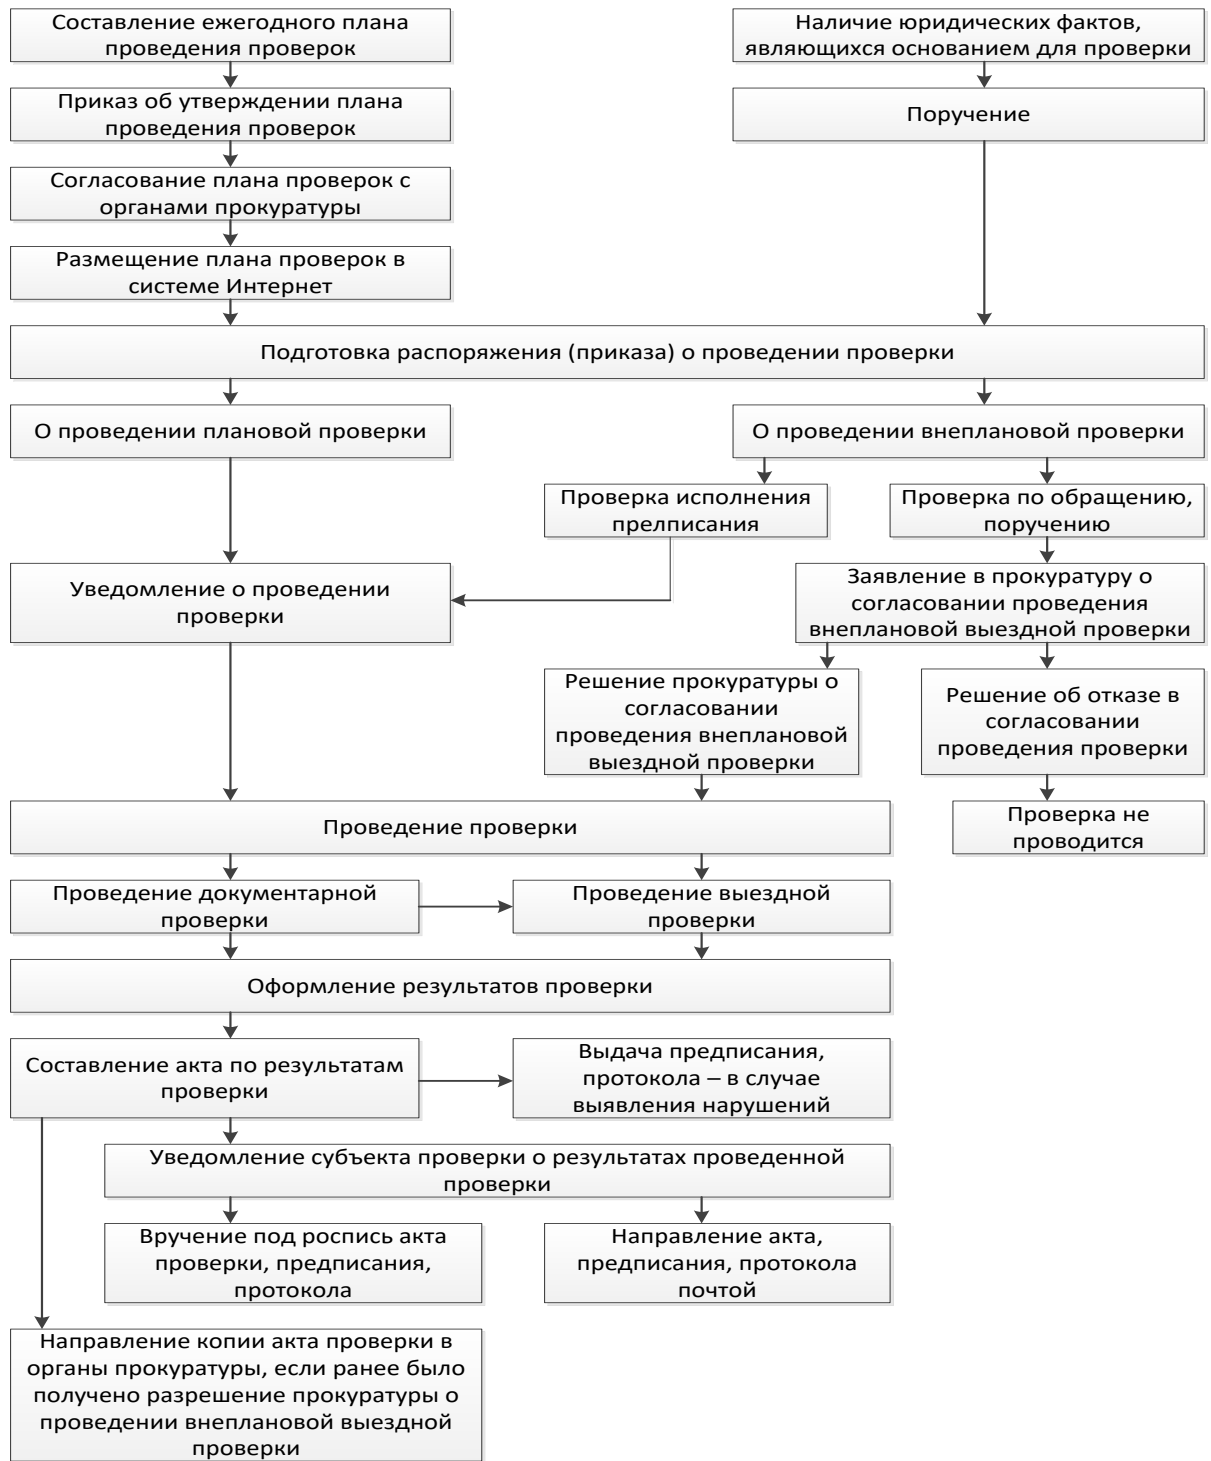 Составление ежегодного плана
проведения проверок
Наличие юридических фактов,
являющихся основанием для проверки
Приказ об утверждении плана
проведения проверок
Поручение
Согласование плана проверок с
органами прокуратуры
Размещение плана проверок в
системе Интернет
Подготовка распоряжения (приказа) о проведении проверки
О проведении плановой проверки
О проведении внеплановой проверки
Проверка исполнения
прелписания
Проверка по обращению,
поручению
Уведомление о проведении
проверки
Заявление в прокуратуру о
согласовании проведения
внеплановой выездной проверки
Решение прокуратуры о
согласовании
проведения внеплановой
выездной проверки
Решение об отказе в
согласовании
проведения проверки
Проведение проверки
Проверка не
проводится
Проведение документарной
проверки
Проведение выездной
проверки
Оформление результатов проверки
Составление акта по результатам
проверки
Выдача предписания,
протокола – в случае
выявления нарушений
Уведомление субъекта проверки о результатах проведенной
проверки
Вручение под роспись акта
проверки, предписания,
протокола
Направление акта,
предписания, протокола
почтой
Направление копии акта проверки в
органы прокуратуры, если ранее было
получено разрешение прокуратуры о
проведении внеплановой выездной
проверки